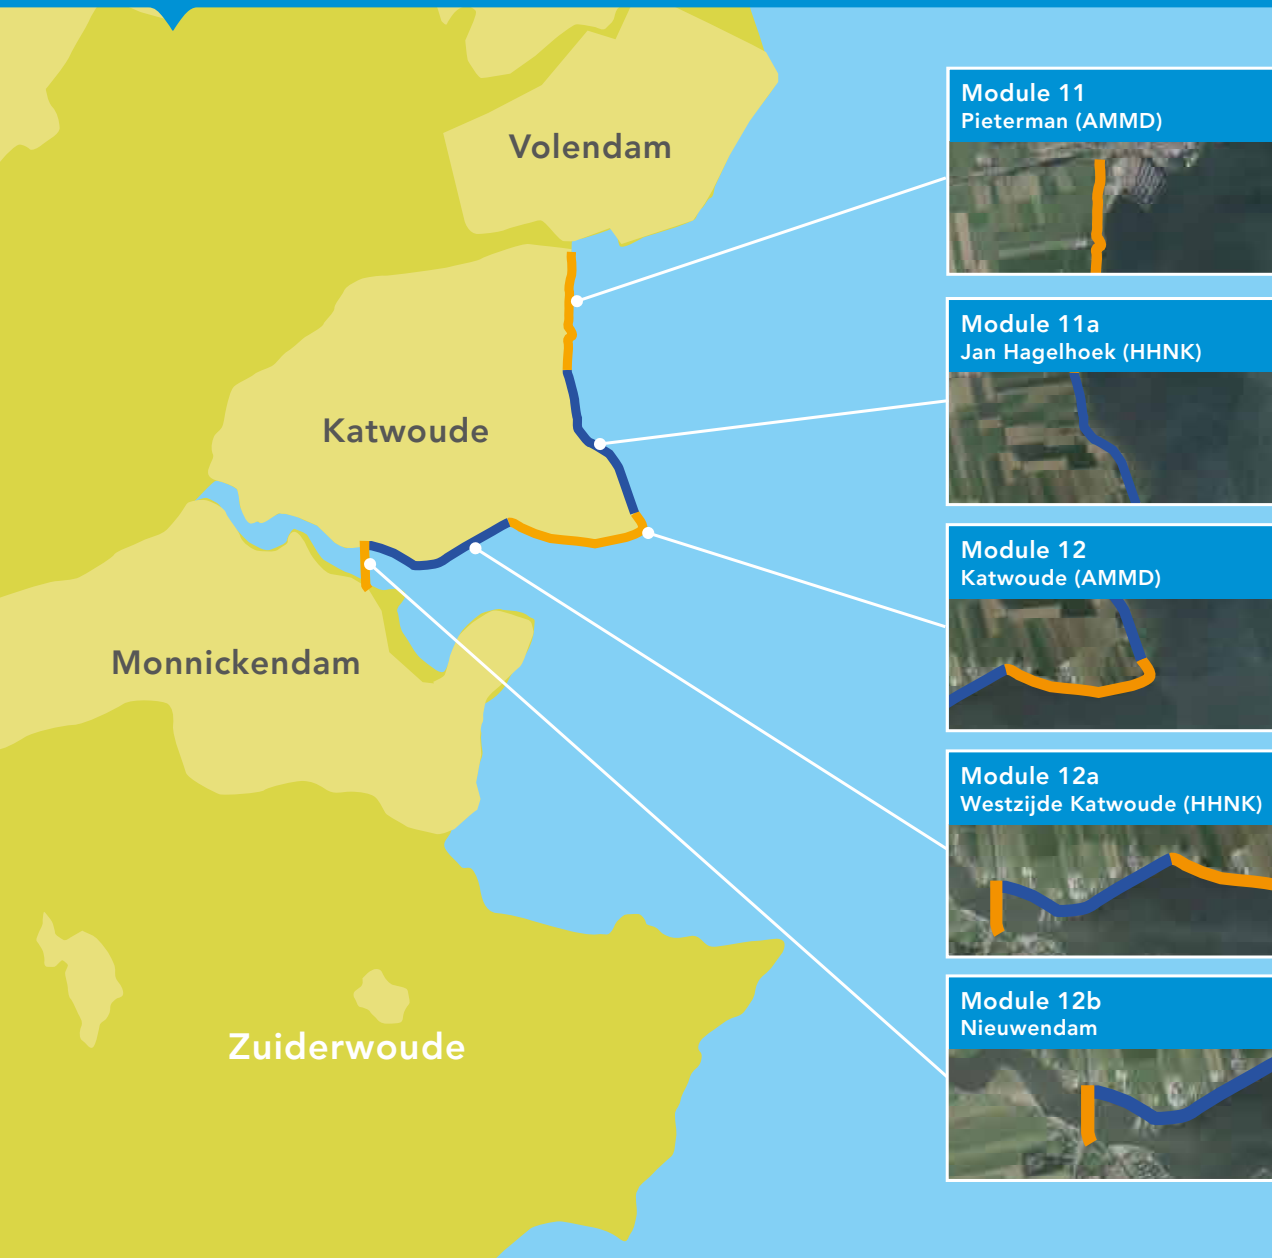 Volendam
Katwoude
Monnickendam
Zuiderwoude
Module 11
Pieterman (AMMD)
Module 11a
Jan Hagelhoek (HHNK)
Module 12
Katwoude (AMMD)
Module 12a
Westzijde Katwoude (HHNK)
Module 12b
Nieuwendam